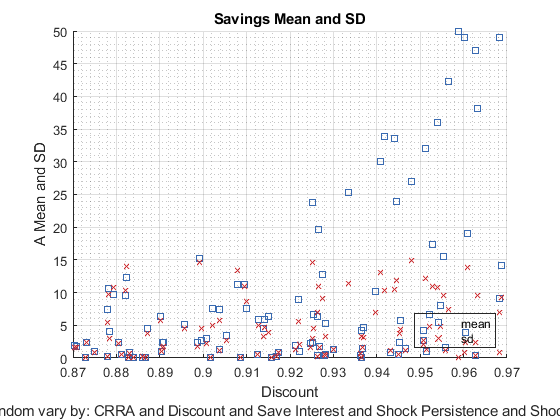 Savings Mean and SD
50
45
40
35
30
25
20
15
10
5
0
A Mean and SD
mean
sd
0.87 0.88 0.89 0.9 0.91 0.92 0.93 0.94 0.95 0.96 0.97
Discount
ndom vary by: CRRA and Discount and Save Interest and Shock Persistence and Sho